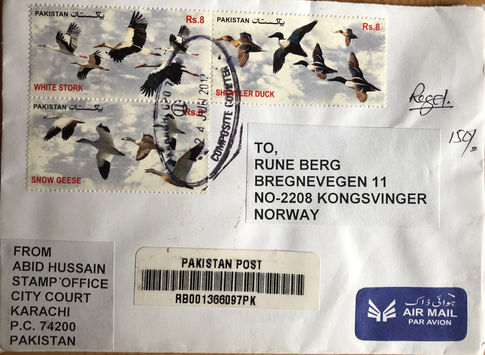 PAKISTAN پاکستان Rs.8
WHITE STORK
PAKISTAN پاکستان Rs.8
SHOVELER DUCK
PAKISTAN پاکستان
SNOW GEESE
COMPOSITE COUNTER
Regd.
150/-
TO,
RUNE BERG
BREGNEVEGEN 11
NO-2208 KONGSVINGER
NORWAY
FROM
ABID HUSSAIN
STAMP OFFICE
CITY COURT
KARACHI
P.C. 74200
PAKISTAN
PAKISTAN POST
RB001366097PK
ہوائی ڈاک
AIR MAIL
PAR AVION